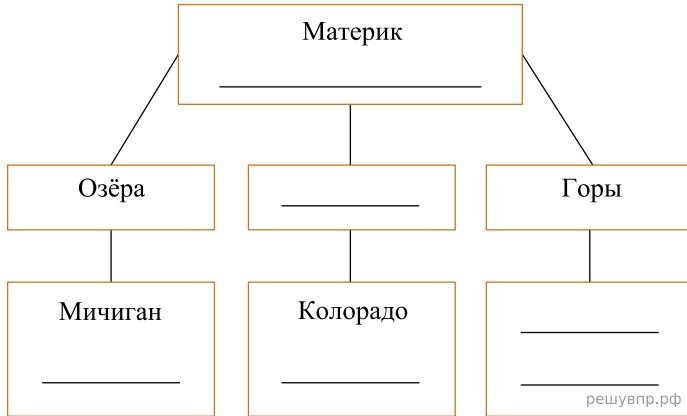 Материк
Озёра
Горы
Мичиган
Колорадо
решувпр.рф